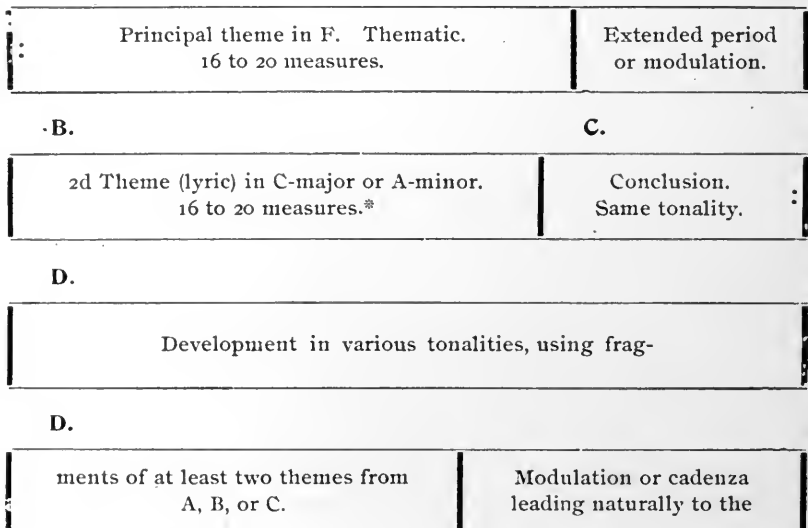 Principal theme in F. Thematic.
16 to 20 measures.
Extended period
or modulation.
B.
C.
2d Theme (lyric) in C-major or A-minor.
16 to 20 measures.*
Conclusion.
Same tonality.
D.
Development in various tonalities, using frag-
D.
ments of at least two themes from
A, B, or C.
Modulation or cadenza
leading naturally to the